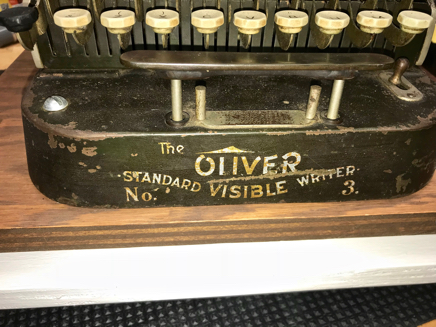 The
OLIVER
STANDARD VISIBLE WRITER
No. 3.